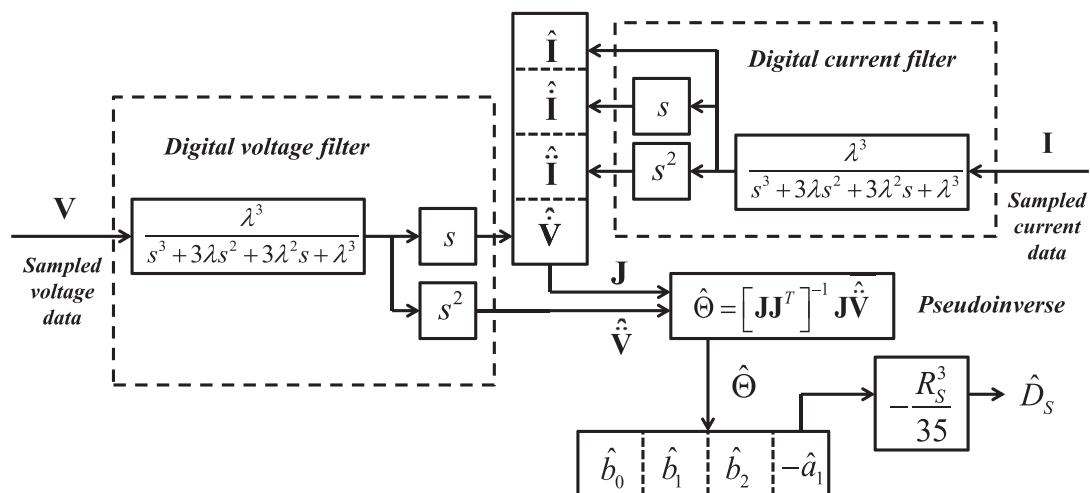 Î
Digital current filter
Î̇
s
Î̈
s²
λ³
s³ + 3λs² + 3λ²s + λ³
I
Sampled
current
data
Digital voltage filter
V
Sampled
voltage
data
λ³
s³ + 3λs² + 3λ²s + λ³
s
s²
V̂̇
J
V̂̈
Θ̂ = [JJᵀ]⁻¹ JV̂̈
Pseudoinverse
Θ̂
b̂₀ b̂₁ b̂₂ −â₁
−R_S³
35
D̂_S